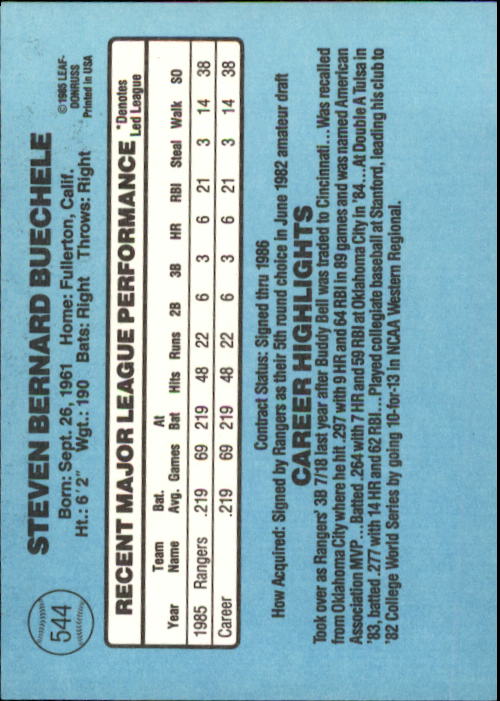 544
STEVEN BERNARD BUECHELE
Born: Sept. 26, 1961 Home: Fullerton, Calif.
Ht.: 6'2" Wgt.: 190 Bats: Right Throws: Right
©1985 LEAF-
DONRUSS
Printed in USA
RECENT MAJOR LEAGUE PERFORMANCE
*Denotes
Led League
Year Team Name Bat. Avg. Games At Bat Hits Runs 2B 3B HR RBI Steal Walk SO
1985 Rangers .219 69 219 48 22 6 3 6 21 3 14 38
Career .219 69 219 48 22 6 3 6 21 3 14 38
Contract Status: Signed thru 1986
How Acquired: Signed by Rangers as their 5th round choice in June 1982 amateur draft
CAREER HIGHLIGHTS
Took over as Rangers' 3B 7/18 last year after Buddy Bell was traded to Cincinnati...Was recalled
from Oklahoma City where he hit .297 with 9 HR and 64 RBI in 89 games and was named American
Association MVP...Batted .264 with 7 HR and 59 RBI at Oklahoma City in '84...At Double A Tulsa in
'83, batted .277 with 14 HR and 62 RBI...Played collegiate baseball at Stanford, leading his club to
'82 College World Series by going 10-for-13 in NCAA Western Regional.